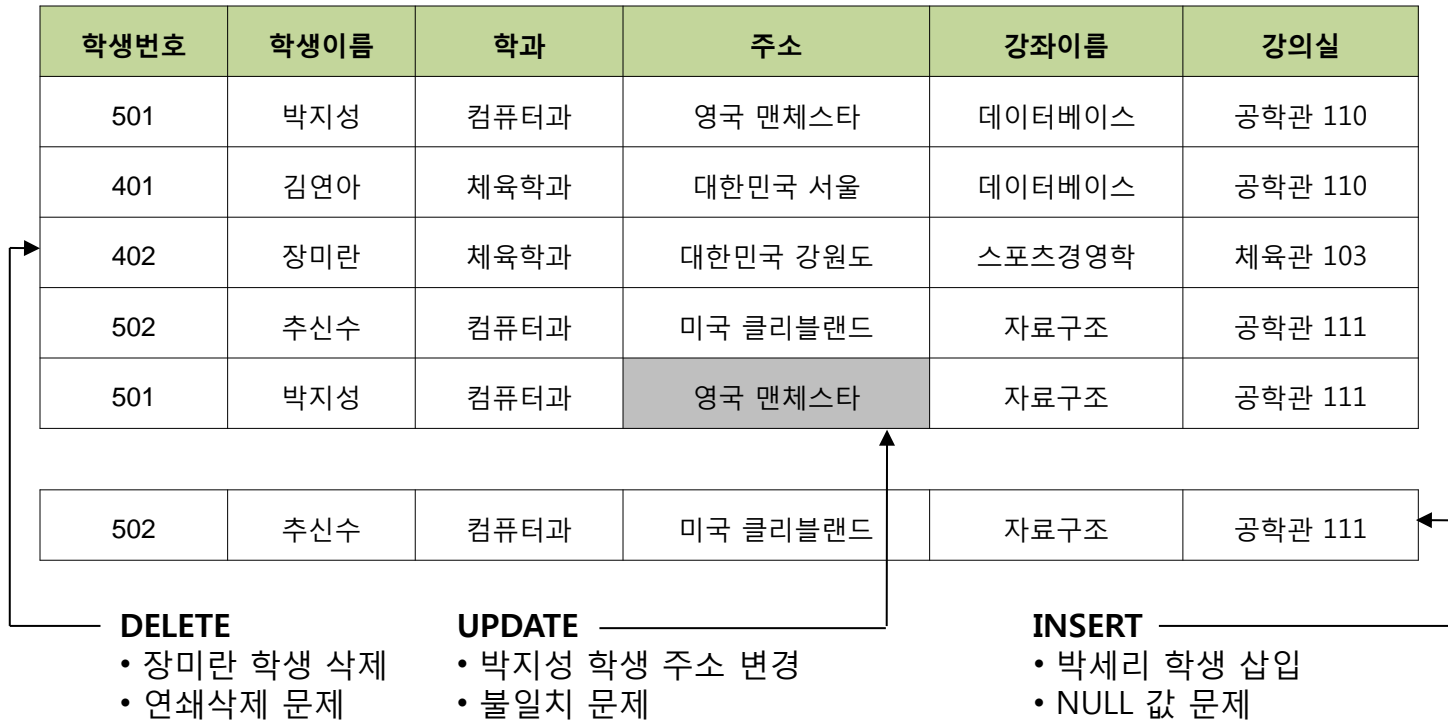 학생번호 학생이름 학과 주소 강좌이름 강의실
501 박지성 컴퓨터과 영국 맨체스타 데이터베이스 공학관 110
401 김연아 체육학과 대한민국 서울 데이터베이스 공학관 110
402 장미란 체육학과 대한민국 강원도 스포츠경영학 체육관 103
502 추신수 컴퓨터과 미국 클리블랜드 자료구조 공학관 111
501 박지성 컴퓨터과 영국 맨체스타 자료구조 공학관 111
502 추신수 컴퓨터과 미국 클리블랜드 자료구조 공학관 111
DELETE
• 장미란 학생 삭제
• 연쇄삭제 문제
UPDATE
• 박지성 학생 주소 변경
• 불일치 문제
INSERT
• 박세리 학생 삽입
• NULL 값 문제